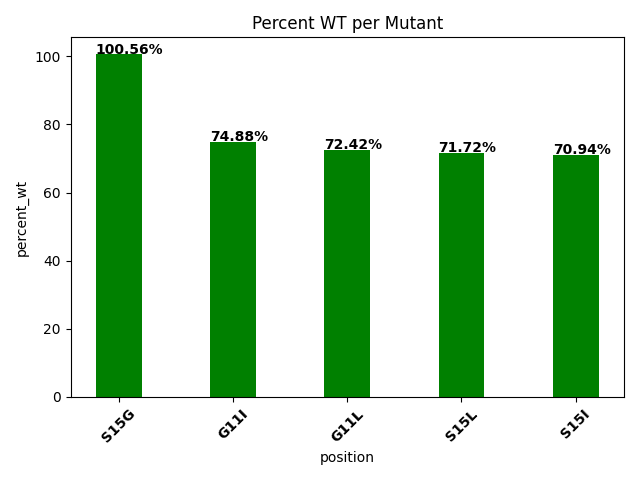 Percent WT per Mutant
100.56%
74.88%
72.42%
71.72%
70.94%
100
80
60
40
20
0
percent_wt
S15G
G11I
G11L
S15L
S15I
position